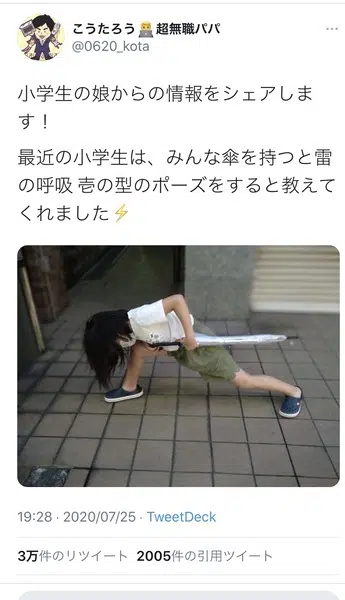 こうたろう👨‍💻超無職パパ
@0620_kota
小学生の娘からの情報をシェアしま
す！
最近の小学生は、みんな傘を持つと雷
の呼吸 壱の型のポーズをすると教えて
くれました⚡
19:28 · 2020/07/25 · TweetDeck
3万件のリツイート 2005件の引用ツイート